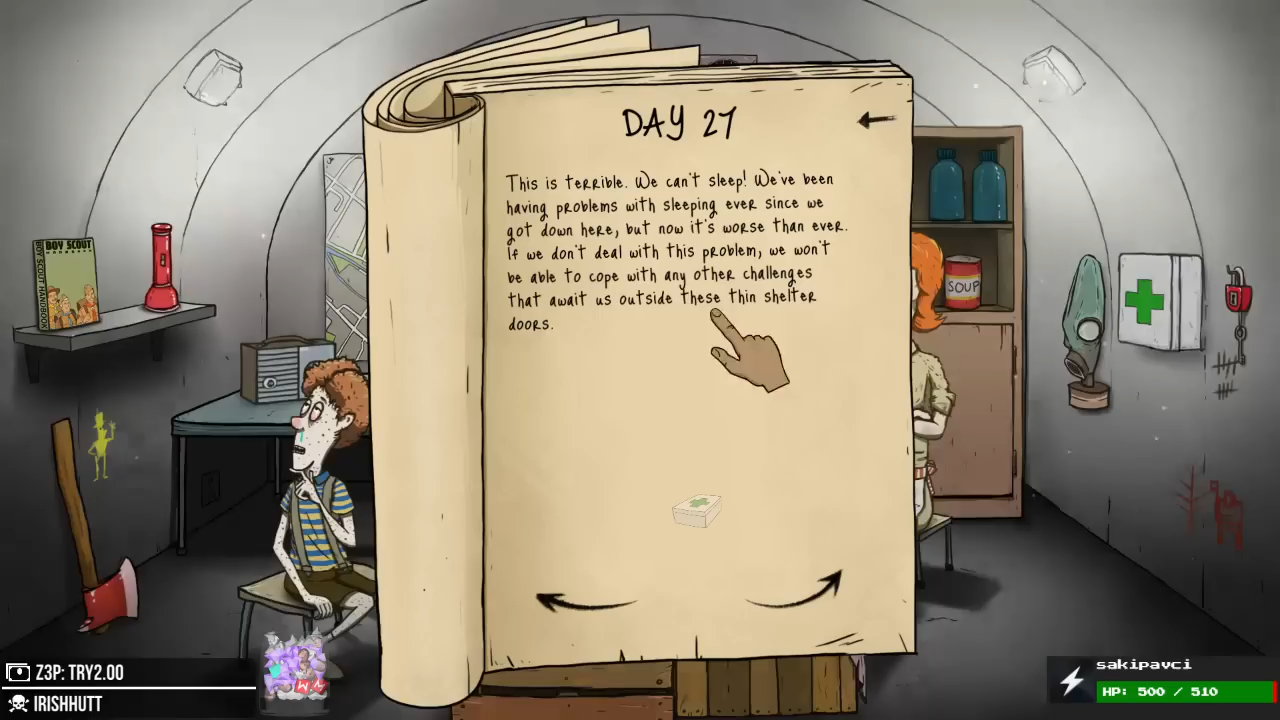 DAY 27
This is terrible. We can't sleep! We've been
having problems with sleeping ever since we
got down here, but now it's worse than ever.
If we don't deal with this problem, we won't
be able to cope with any other challenges
that await us outside these thin shelter
doors.
BOY SCOUT
BOY SCOUT HANDBOOK
SOUP
Z3P: TRY2.00
IRISHHUTT
sakipavci
HP: 500 / 510